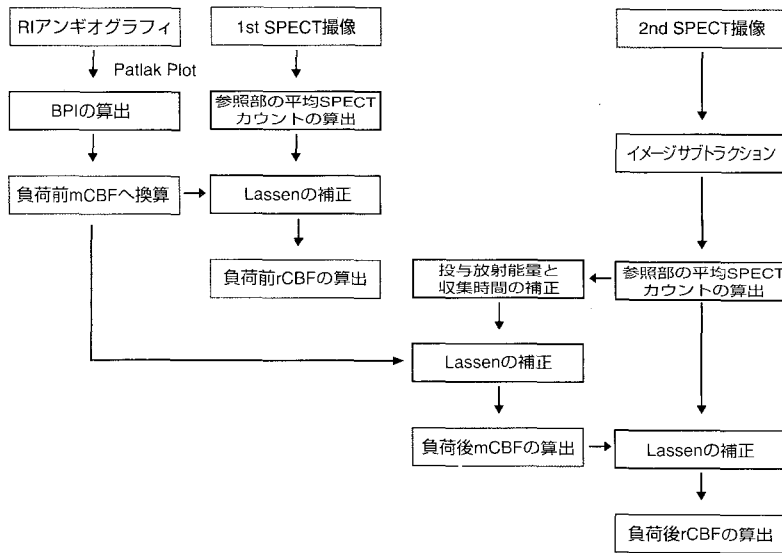 RIアンギオグラフィ
Patlak Plot
BPIの算出
負荷前mCBFへ換算
1st SPECT撮像
参照部の平均SPECT
カウントの算出
Lassenの補正
負荷前rCBFの算出
2nd SPECT撮像
イメージサブトラクション
参照部の平均SPECT
カウントの算出
投与放射能量と
収集時間の補正
Lassenの補正
負荷後mCBFの算出
Lassenの補正
負荷後rCBFの算出